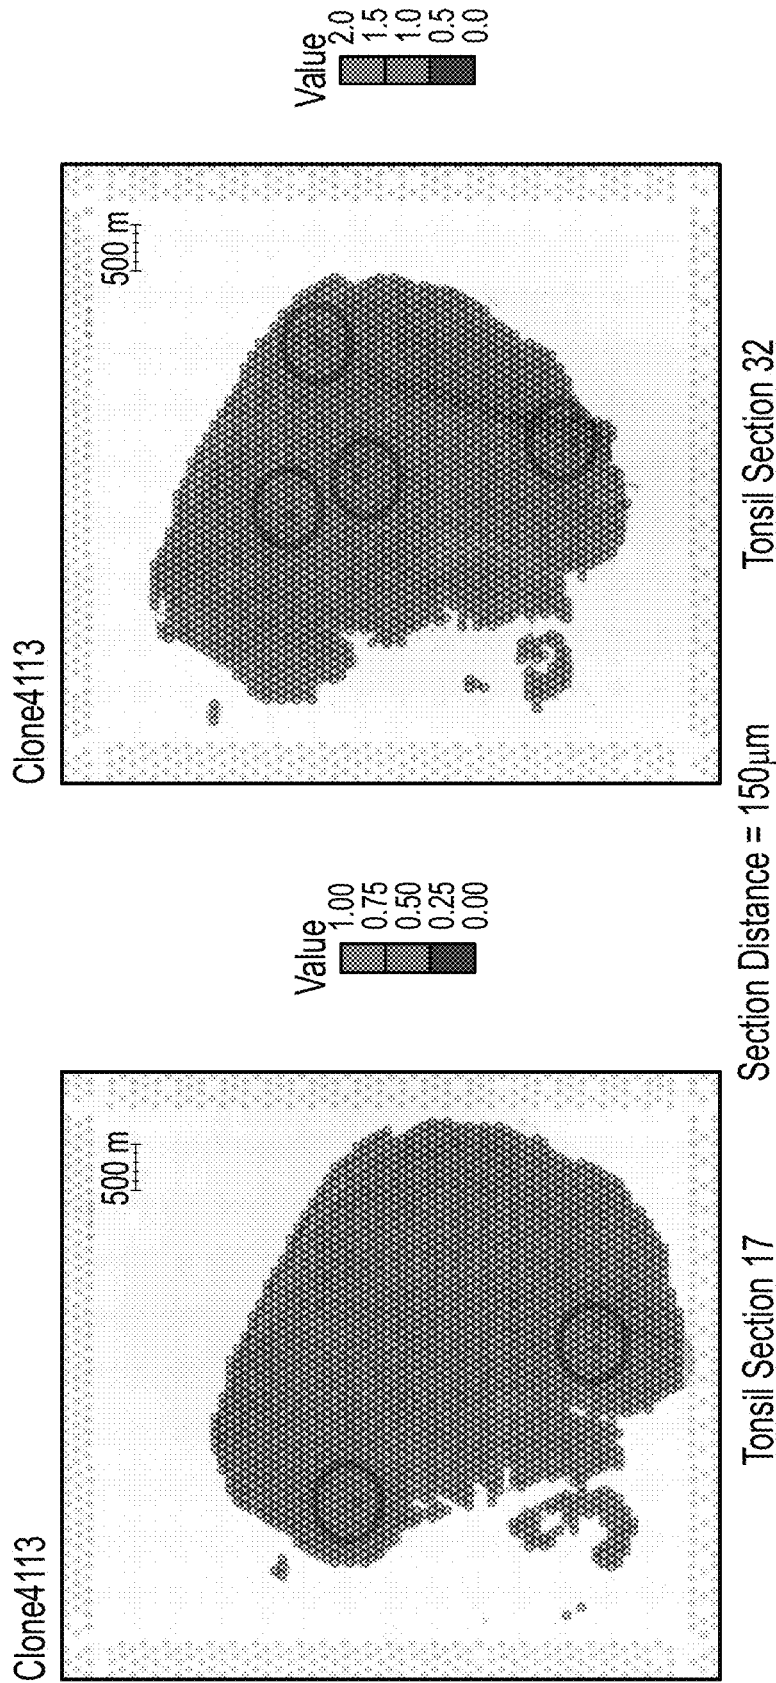 Clone4113
500 m
Value
1.00
0.75
0.50
0.25
0.00
Tonsil Section 17
Section Distance = 150µm
Clone4113
500 m
Value
2.0
1.5
1.0
0.5
0.0
Tonsil Section 32